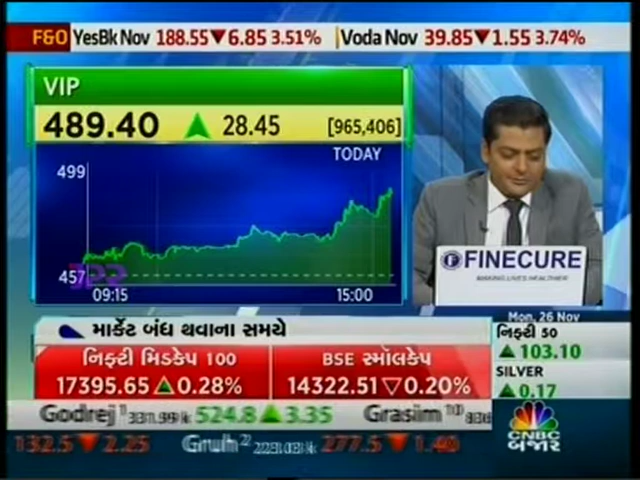 F&O YesBk Nov 188.55 ▼ 6.85 3.51% Voda Nov 39.85 ▼ 1.55 3.74%
VIP
489.40 ▲ 28.45 [965,406]
TODAY
499
457
09:15 15:00
FINECURE
MAKING LIVES HEALTHIER
Mon, 26 Nov
માર્કેટ બંધ થવાના સમયે
નિફ્ટી મિડકેપ 100
17395.65 ▲ 0.28%
BSE સ્મૉલકેપ
14322.51 ▽ 0.20%
નિફ્ટી 50
▲ 103.10
SILVER
▲ 0.17
Godrej 524.8 ▲ 3.35 Grasim
132.5 ▼ 2.25 Gruh 277.5 ▼
CNBC
બજાર